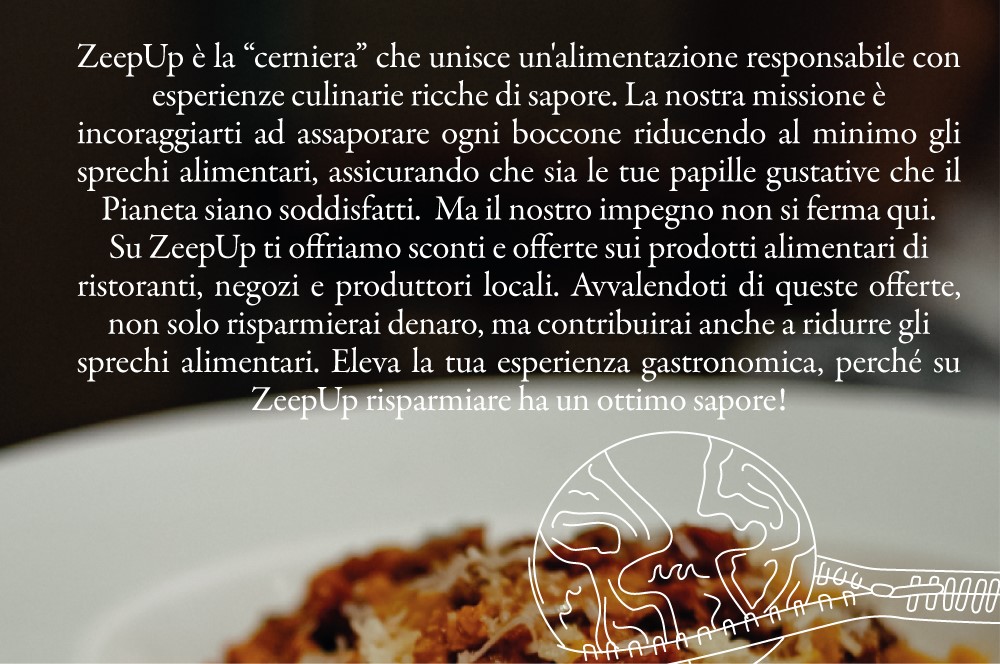 ZeepUp è la “cerniera” che unisce un'alimentazione responsabile con
esperienze culinarie ricche di sapore. La nostra missione è
incoraggiarti ad assaporare ogni boccone riducendo al minimo gli
sprechi alimentari, assicurando che sia le tue papille gustative che il
Pianeta siano soddisfatti.  Ma il nostro impegno non si ferma qui.
Su ZeepUp ti offriamo sconti e offerte sui prodotti alimentari di
ristoranti, negozi e produttori locali. Avvalendoti di queste offerte,
non solo risparmierai denaro, ma contribuirai anche a ridurre gli
sprechi alimentari. Eleva la tua esperienza gastronomica, perché su
ZeepUp risparmiare ha un ottimo sapore!